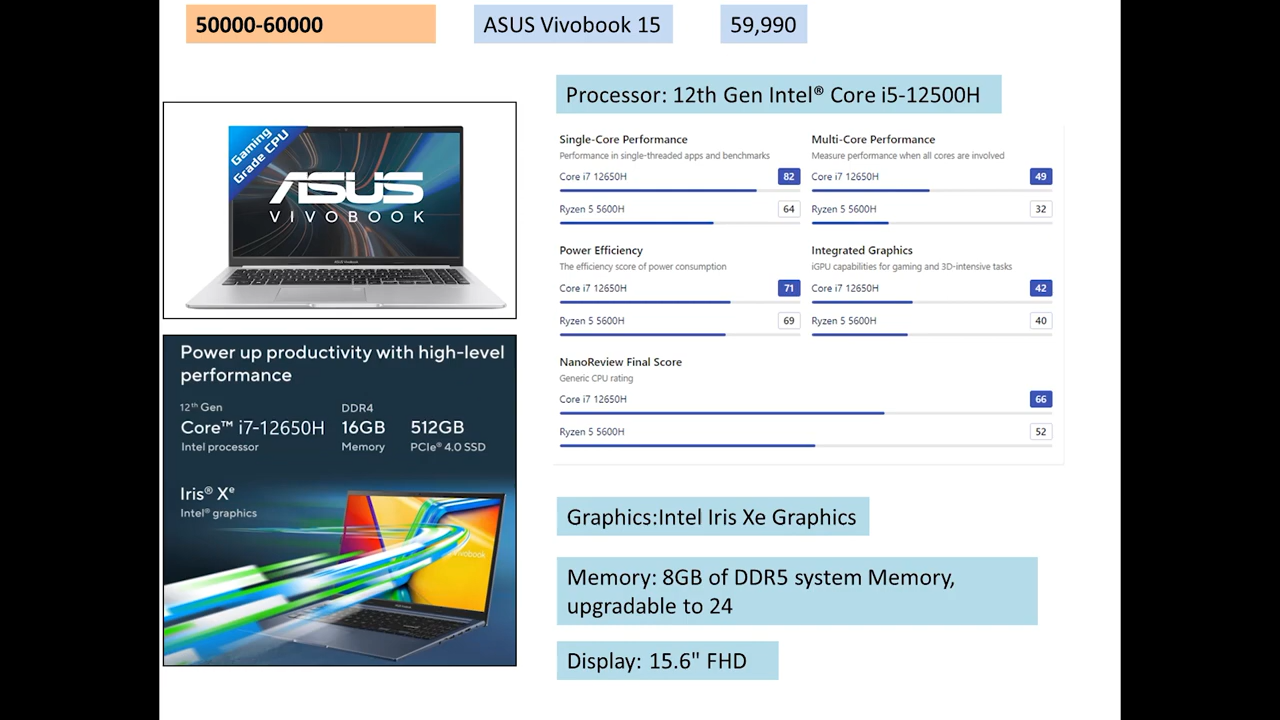 50000-60000
ASUS Vivobook 15
59,990
Gaming
Grade CPU
ASUS
VIVOBOOK
Processor: 12th Gen Intel® Core i5-12500H
Single-Core Performance
Performance in single-threaded apps and benchmarks
Core i7 12650H 82
Ryzen 5 5600H 64
Multi-Core Performance
Measure performance when all cores are involved
Core i7 12650H 49
Ryzen 5 5600H 32
Power Efficiency
The efficiency score of power consumption
Core i7 12650H 71
Ryzen 5 5600H 69
Integrated Graphics
iGPU capabilities for gaming and 3D-intensive tasks
Core i7 12650H 42
Ryzen 5 5600H 40
NanoReview Final Score
Generic CPU rating
Core i7 12650H 66
Ryzen 5 5600H 52
Power up productivity with high-level
performance
12th Gen
Core™ i7-12650H
Intel processor
DDR4
16GB
Memory
512GB
PCIe® 4.0 SSD
Iris® Xe
Intel® graphics
Vivobook
Graphics:Intel Iris Xe Graphics
Memory: 8GB of DDR5 system Memory,
upgradable to 24
Display: 15.6" FHD